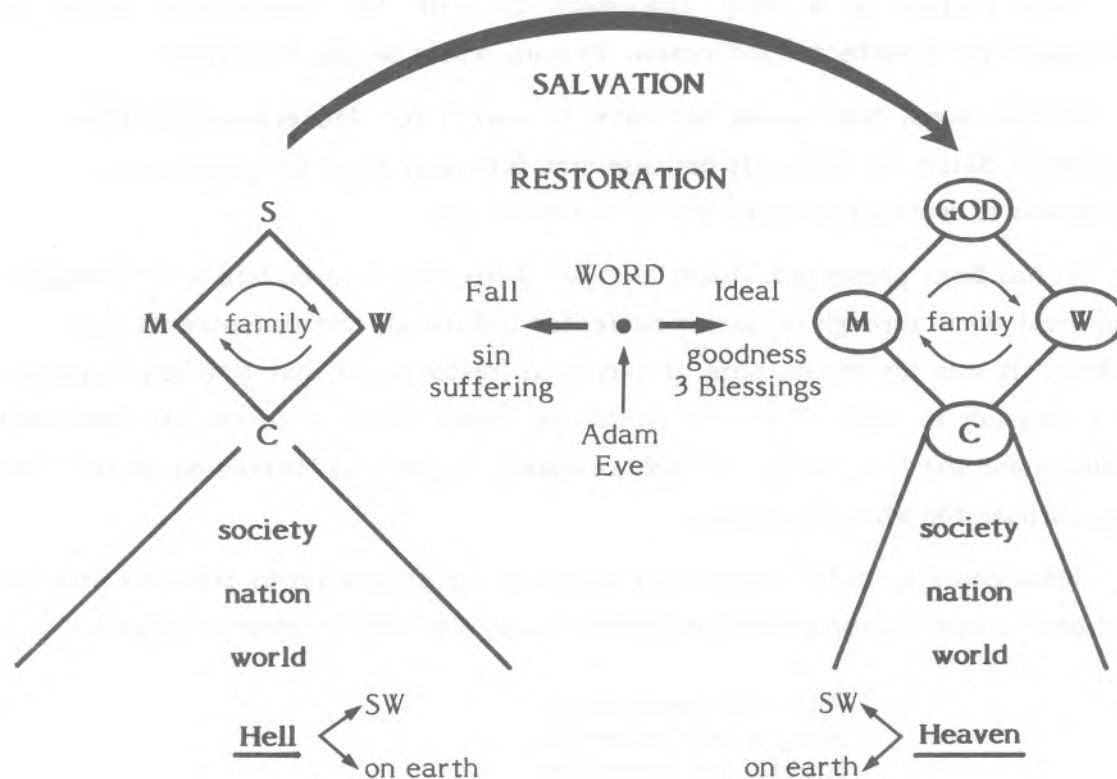 SALVATION
RESTORATION
S
M
family
W
C
society
nation
world
Hell
SW
on earth
WORD
Fall
Ideal
sin
suffering
goodness
3 Blessings
Adam
Eve
GOD
M
family
W
C
society
nation
world
SW
Heaven
on earth